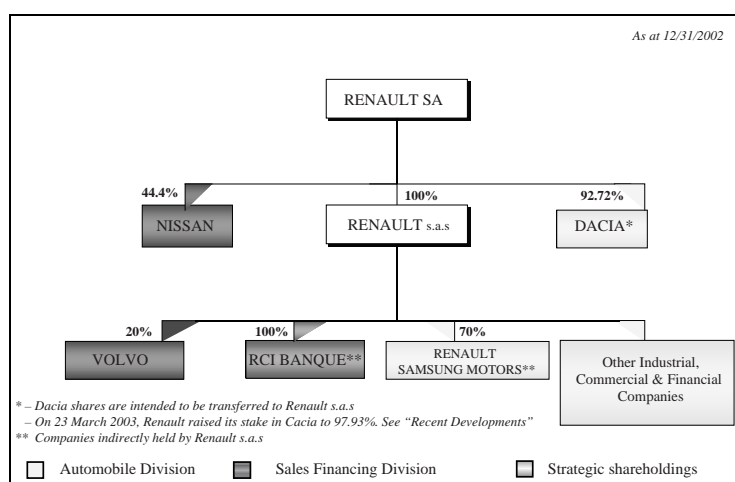 As at 12/31/2002
RENAULT SA
44.4%
100%
92.72%
NISSAN
RENAULT s.a.s
DACIA*
20%
100%
70%
VOLVO
RCI BANQUE**
RENAULT
SAMSUNG MOTORS**
Other Industrial,
Commercial & Financial
Companies
* – Dacia shares are intended to be transferred to Renault s.a.s
– On 23 March 2003, Renault raised its stake in Cacia to 97.93%. See “Recent Developments”
** Companies indirectly held by Renault s.a.s
Automobile Division
Sales Financing Division
Strategic shareholdings